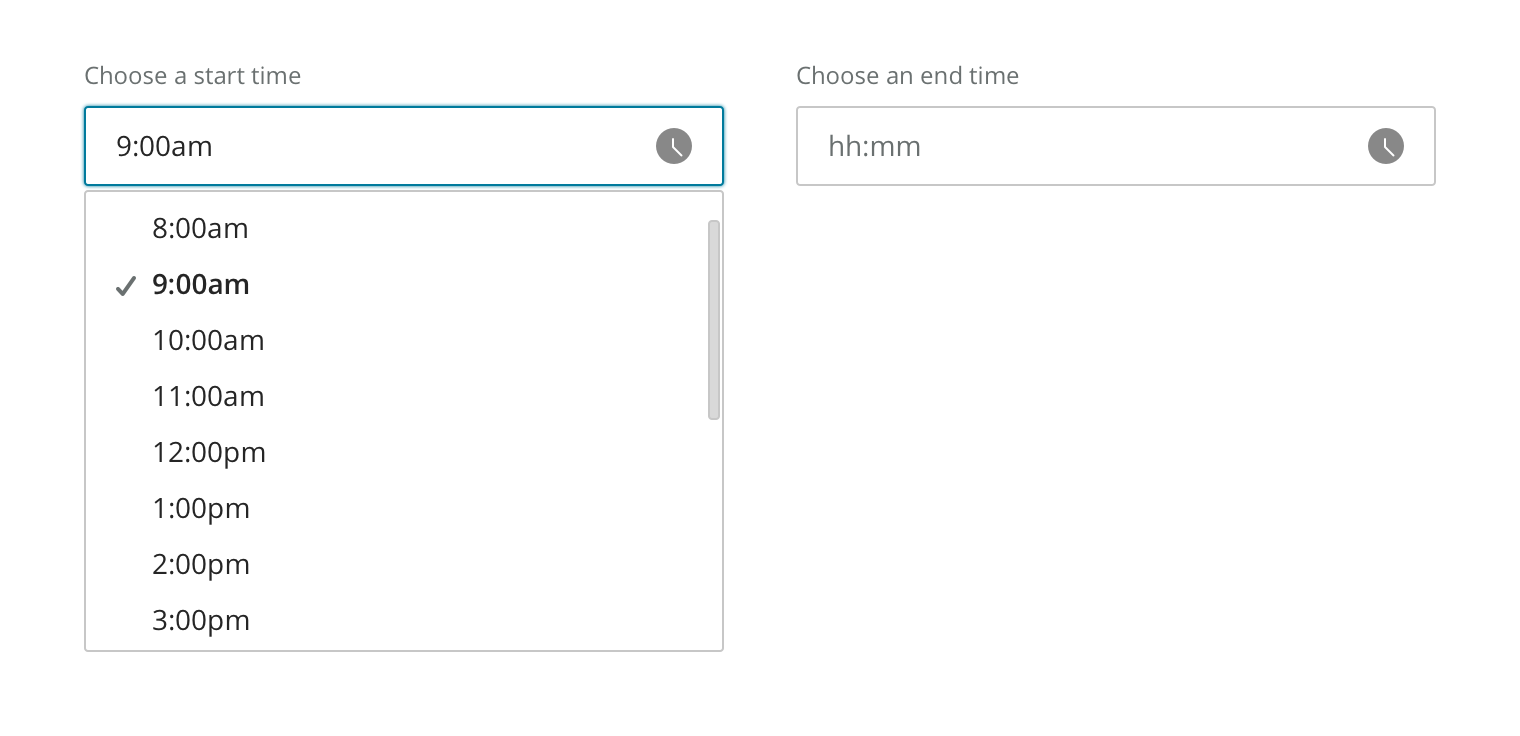 Choose a start time
9:00am
8:00am
9:00am
10:00am
11:00am
12:00pm
1:00pm
2:00pm
3:00pm
Choose an end time
hh:mm